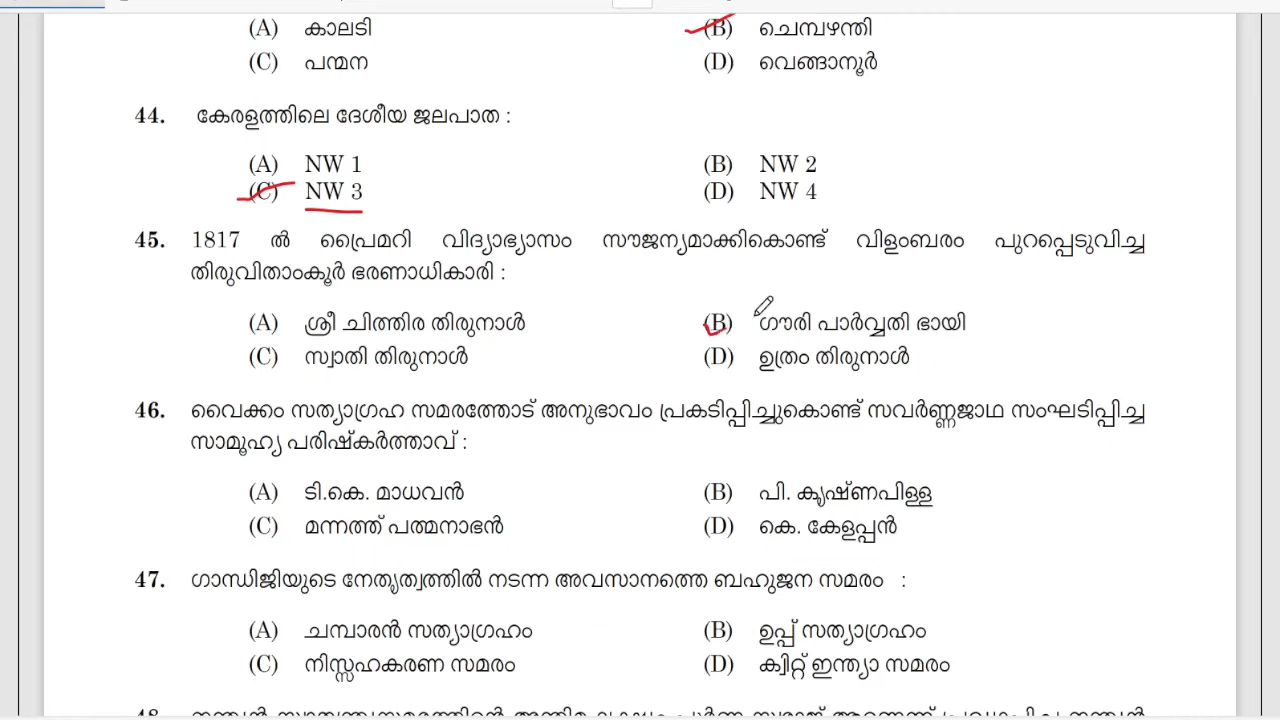 (A) കാലടി (B) ചെമ്പഴന്തി
(C) പന്മന (D) വെങ്ങാനൂർ
44. കേരളത്തിലെ ദേശീയ ജലപാത :
(A) NW 1 (B) NW 2
(C) NW 3 (D) NW 4
45. 1817 ൽ പ്രൈമറി വിദ്യാഭ്യാസം സൗജന്യമാക്കികൊണ്ട് വിളംബരം പുറപ്പെടുവിച്ച
തിരുവിതാംകൂർ ഭരണാധികാരി :
(A) ശ്രീ ചിത്തിര തിരുനാൾ (B) ഗൗരി പാർവ്വതി ഭായി
(C) സ്വാതി തിരുനാൾ (D) ഉത്രം തിരുനാൾ
46. വൈക്കം സത്യാഗ്രഹ സമരത്തോട് അനുഭാവം പ്രകടിപ്പിച്ചുകൊണ്ട് സവർണ്ണജാഥ സംഘടിപ്പിച്ച
സാമൂഹ്യ പരിഷ്കർത്താവ് :
(A) ടി.കെ. മാധവൻ (B) പി. കൃഷ്ണപിള്ള
(C) മന്നത്ത് പത്മനാഭൻ (D) കെ. കേളപ്പൻ
47. ഗാന്ധിജിയുടെ നേതൃത്വത്തിൽ നടന്ന അവസാനത്തെ ബഹുജന സമരം :
(A) ചമ്പാരൻ സത്യാഗ്രഹം (B) ഉപ്പ് സത്യാഗ്രഹം
(C) നിസ്സഹകരണ സമരം (D) ക്വിറ്റ് ഇന്ത്യാ സമരം